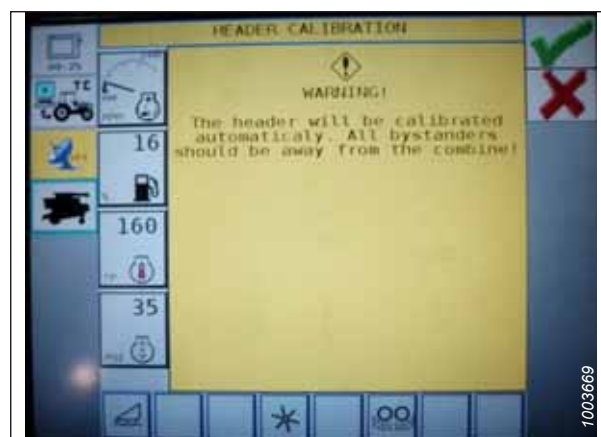 HEADER CALIBRATION
WARNING!
The header will be calibrated
automaticaly. All bystanders
should be away from the combine!
TC
16
160
35
1003669